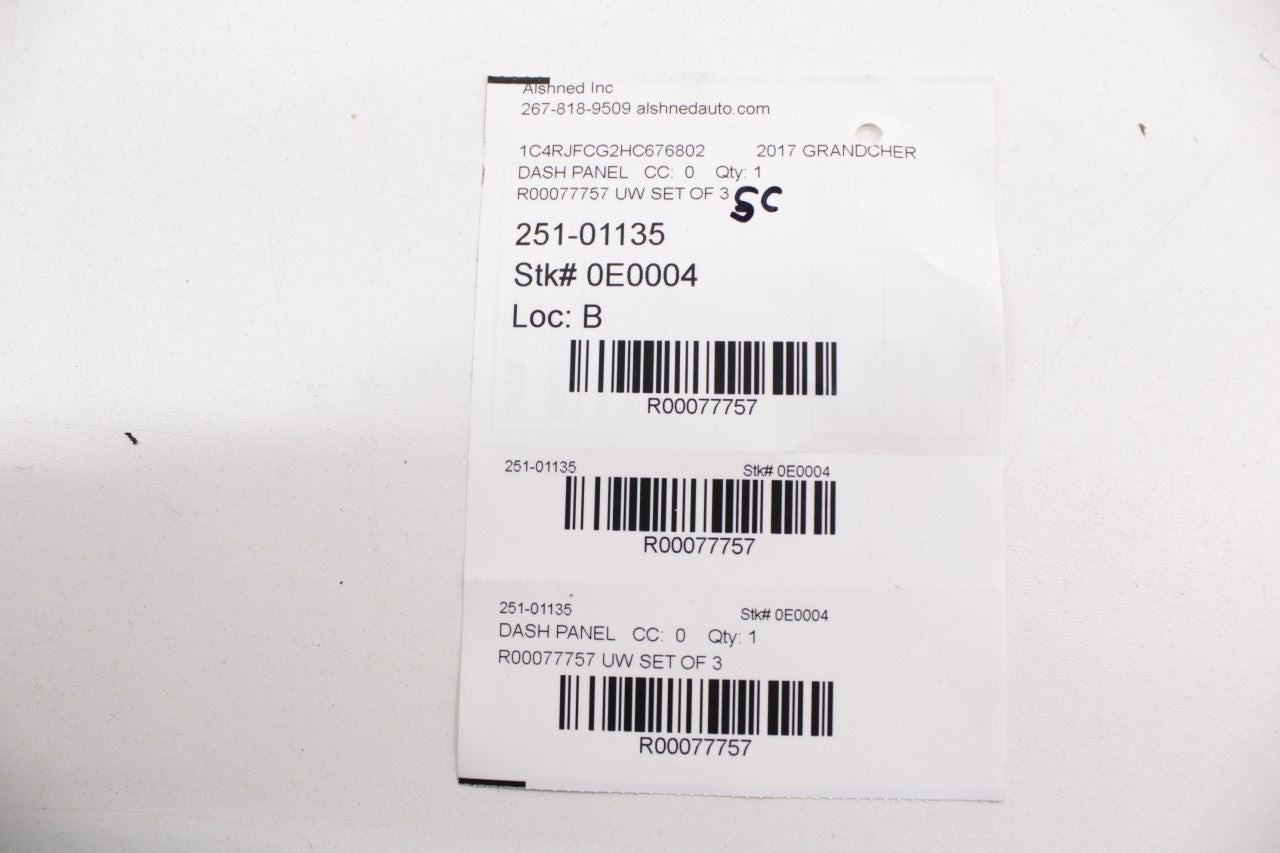 Alshned Inc
267-818-9509 alshnedauto.com
1C4RJFCG2HC676802 2017 GRANDCHER
DASH PANEL CC: 0 Qty: 1
R00077757 UW SET OF 3 SC
251-01135
Stk# 0E0004
Loc: B
R00077757
251-01135 Stk# 0E0004
R00077757
251-01135 Stk# 0E0004
DASH PANEL CC: 0 Qty: 1
R00077757 UW SET OF 3
R00077757